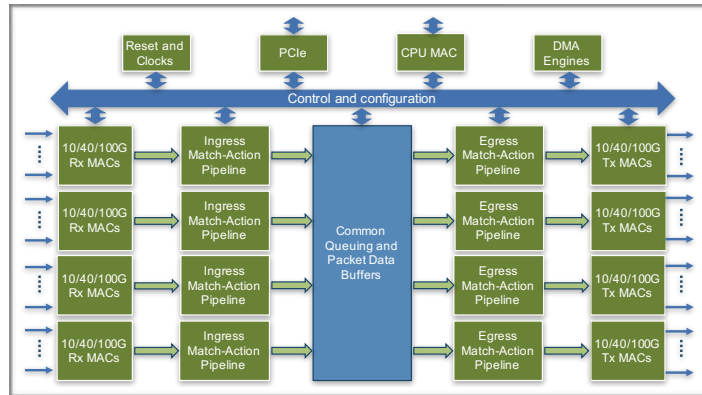 Reset and
Clocks
PCIe
CPU MAC
DMA
Engines
Control and configuration
10/40/100G
Rx MACs
Ingress
Match-Action
Pipeline
Egress
Match-Action
Pipeline
10/40/100G
Tx MACs
10/40/100G
Rx MACs
Ingress
Match-Action
Pipeline
Common
Queuing and
Packet Data
Buffers
Egress
Match-Action
Pipeline
10/40/100G
Tx MACs
10/40/100G
Rx MACs
Ingress
Match-Action
Pipeline
Egress
Match-Action
Pipeline
10/40/100G
Tx MACs
10/40/100G
Rx MACs
Ingress
Match-Action
Pipeline
Egress
Match-Action
Pipeline
10/40/100G
Tx MACs